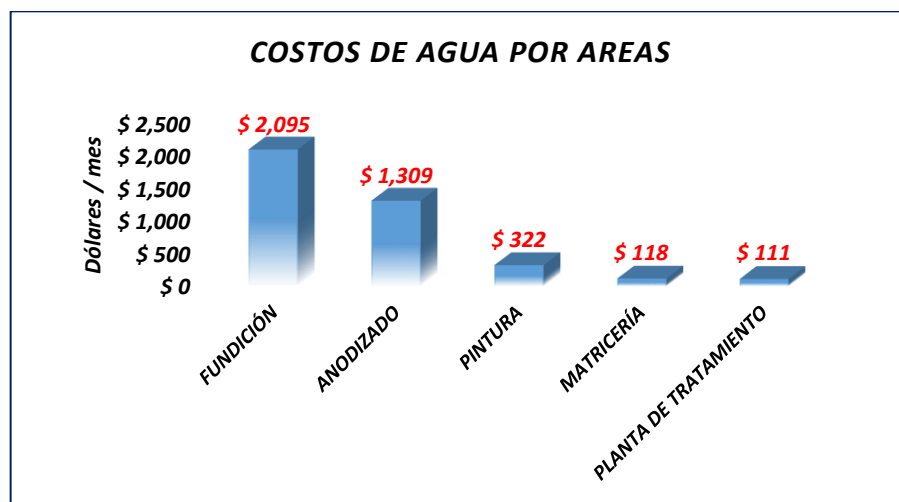 COSTOS DE AGUA POR AREAS
Dólares / mes
$ 2,500
$ 2,000
$ 1,500
$ 1,000
$ 500
$ 0
$ 2,095
$ 1,309
$ 322
$ 118
$ 111
FUNDICIÓN
ANODIZADO
PINTURA
MATRICERÍA
PLANTA DE TRATAMIENTO